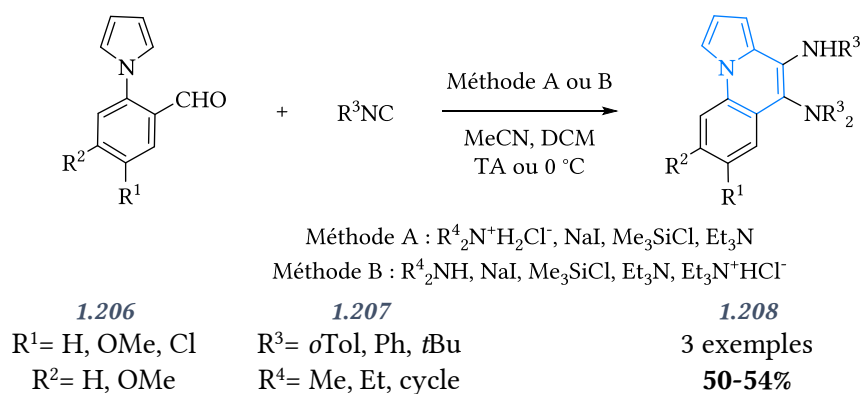 N
CHO
R²
R¹
+
R³NC
Méthode A ou B
MeCN, DCM
TA ou 0 °C
N
NHR³
NR³₂
R²
R¹
Méthode A : R⁴₂N⁺H₂Cl⁻, NaI, Me₃SiCl, Et₃N
Méthode B : R⁴₂NH, NaI, Me₃SiCl, Et₃N, Et₃N⁺HCl⁻
1.206 1.207 1.208
R¹= H, OMe, Cl R³= oTol, Ph, tBu 3 exemples
R²= H, OMe R⁴= Me, Et, cycle 50-54%